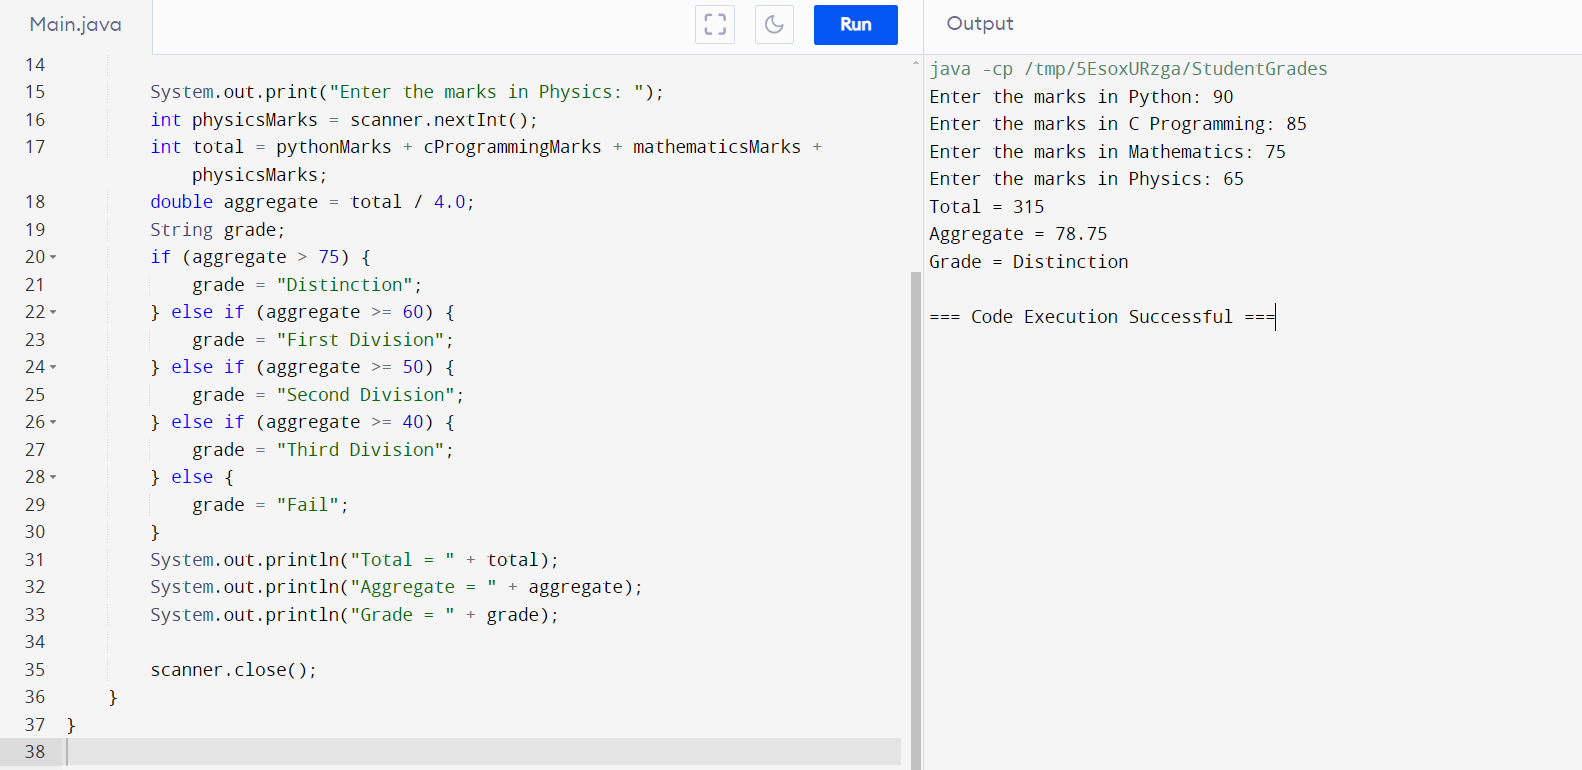 Main.java
Run
Output
14
15 System.out.print("Enter the marks in Physics: ");
16 int physicsMarks = scanner.nextInt();
17 int total = pythonMarks + cProgrammingMarks + mathematicsMarks +
physicsMarks;
18 double aggregate = total / 4.0;
19 String grade;
20 if (aggregate > 75) {
21 grade = "Distinction";
22 } else if (aggregate >= 60) {
23 grade = "First Division";
24 } else if (aggregate >= 50) {
25 grade = "Second Division";
26 } else if (aggregate >= 40) {
27 grade = "Third Division";
28 } else {
29 grade = "Fail";
30 }
31 System.out.println("Total = " + total);
32 System.out.println("Aggregate = " + aggregate);
33 System.out.println("Grade = " + grade);
34
35 scanner.close();
36 }
37 }
38
java -cp /tmp/5EsoxURzga/StudentGrades
Enter the marks in Python: 90
Enter the marks in C Programming: 85
Enter the marks in Mathematics: 75
Enter the marks in Physics: 65
Total = 315
Aggregate = 78.75
Grade = Distinction
=== Code Execution Successful ===